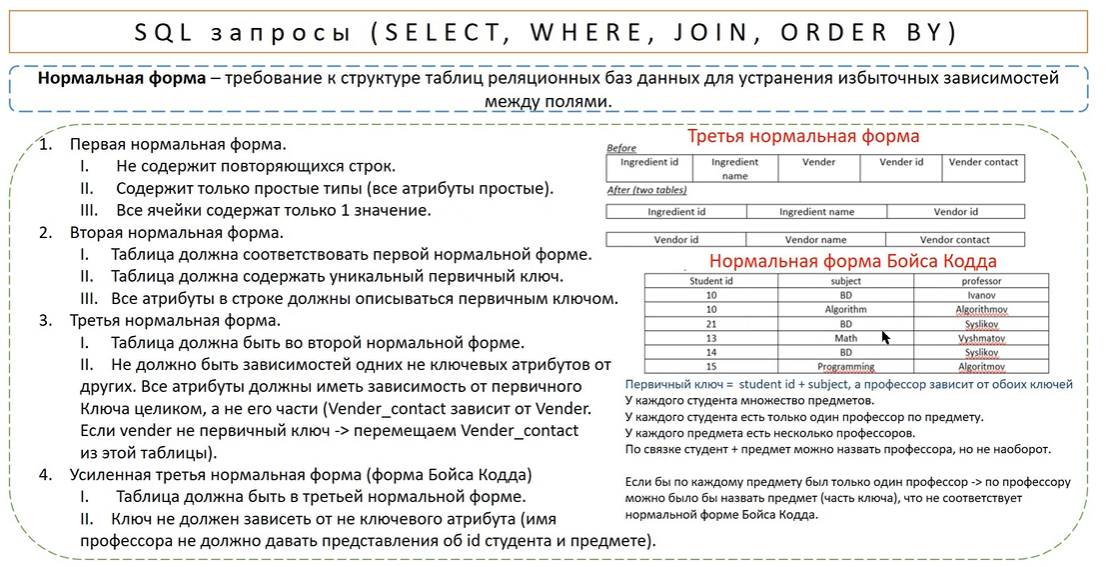 SQL запросы (SELECT, WHERE, JOIN, ORDER BY)
Нормальная форма – требование к структуре таблиц реляционных баз данных для устранения избыточных зависимостей
между полями.
1. Первая нормальная форма.
I. Не содержит повторяющихся строк.
II. Содержит только простые типы (все атрибуты простые).
III. Все ячейки содержат только 1 значение.
2. Вторая нормальная форма.
I. Таблица должна соответствовать первой нормальной форме.
II. Таблица должна содержать уникальный первичный ключ.
III. Все атрибуты в строке должны описываться первичным ключом.
3. Третья нормальная форма.
I. Таблица должна быть во второй нормальной форме.
II. Не должно быть зависимостей одних не ключевых атрибутов от
других. Все атрибуты должны иметь зависимость от первичного
Ключа целиком, а не его части (Vender_contact зависит от Vender.
Если vender не первичный ключ -> перемещаем Vender_contact
из этой таблицы).
4. Усиленная третья нормальная форма (форма Бойса Кодда)
I. Таблица должна быть в третьей нормальной форме.
II. Ключ не должен зависеть от не ключевого атрибута (имя
профессора не должно давать представления об id студента и предмете).
Третья нормальная форма
Before
Ingredient id Ingredient name Vender Vender id Vender contact
After (two tables)
Ingredient id Ingredient name Vendor id
Vendor id Vendor name Vendor contact
Нормальная форма Бойса Кодда
Student id subject professor
10 BD Ivanov
10 Algorithm Algorithmov
21 BD Syslikov
13 Math Vyshmatov
14 BD Syslikov
15 Programming Algoritmov
Первичный ключ = student id + subject, а профессор зависит от обоих ключей
У каждого студента множество предметов.
У каждого студента есть только один профессор по предмету.
У каждого предмета есть несколько профессоров.
По связке студент + предмет можно назвать профессора, но не наоборот.
Если бы по каждому предмету был только один профессор -> по профессору
можно было бы назвать предмет (часть ключа), что не соответствует
нормальной форме Бойса Кодда.